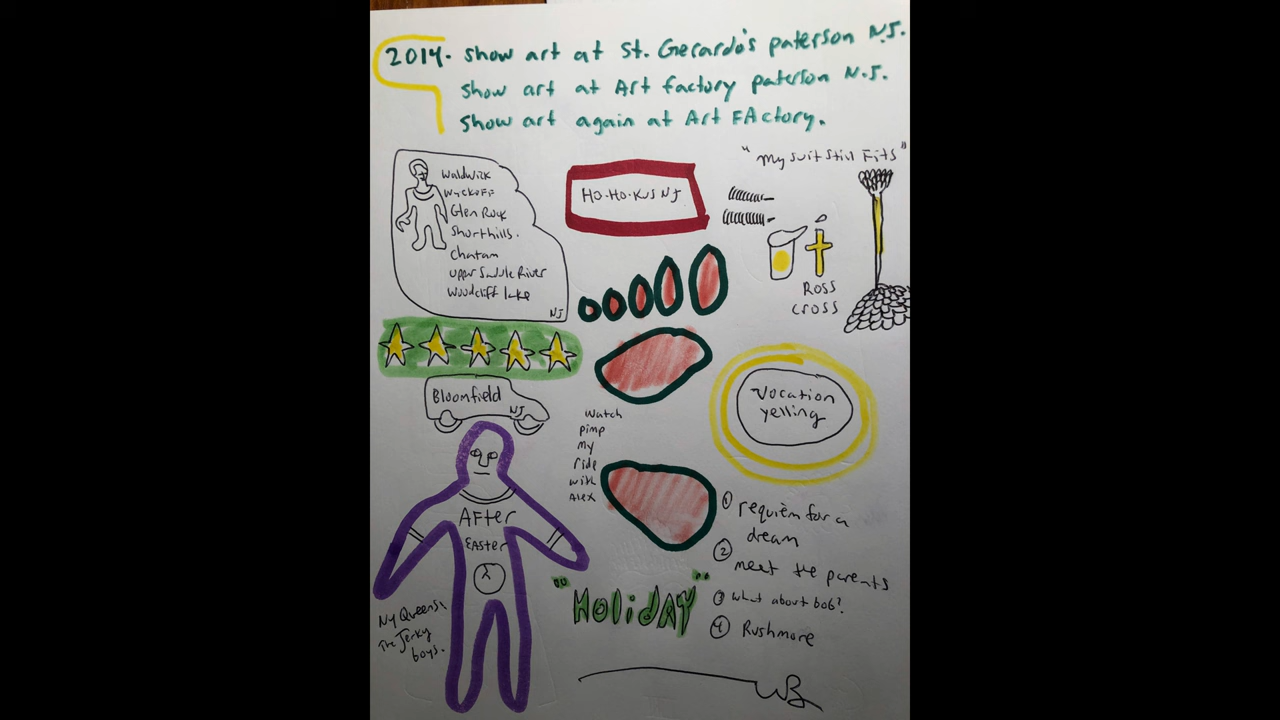 2014. Show art at St. Gerardo's paterson N.J.
Show art at Art factory paterson N.J.
Show art again at Art FActory.
"My suit still Fits"
Waldwick
Wyckoff
Glen Rock
Shorthills.
Chatam
upper Saddle River
Woodcliff lake
NJ
HO-HO-KUS NJ
ROSS
CROSS
Bloomfield
NJ
Vocation
yelling
Watch
pimp
my
ride
with
Alex
AFter
EASter
NY Queens,
The Jerky
boys.
"HoliDAY"
① requiem for a
dream
② meet the parents
③ what about bob?
④ Rushmore
WB